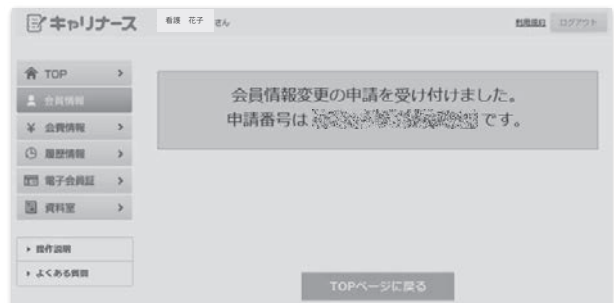 キャリナース
看護 花子 さん
利用規約
ログアウト
TOP
会員情報
¥ 会費情報
履歴情報
電子会員証
資料室
操作説明
よくある質問
会員情報変更の申請を受け付けました。
申請番号は です。
TOPページに戻る